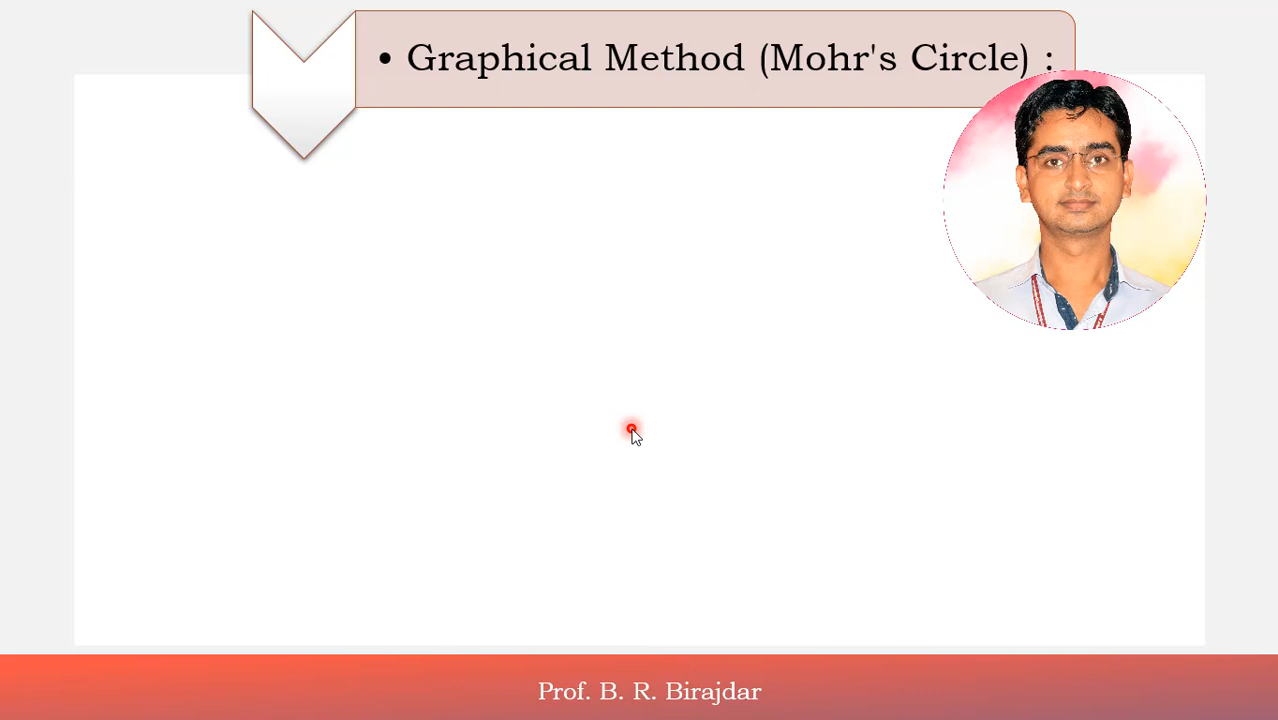 • Graphical Method (Mohr's Circle) :
Prof. B. R. Birajdar